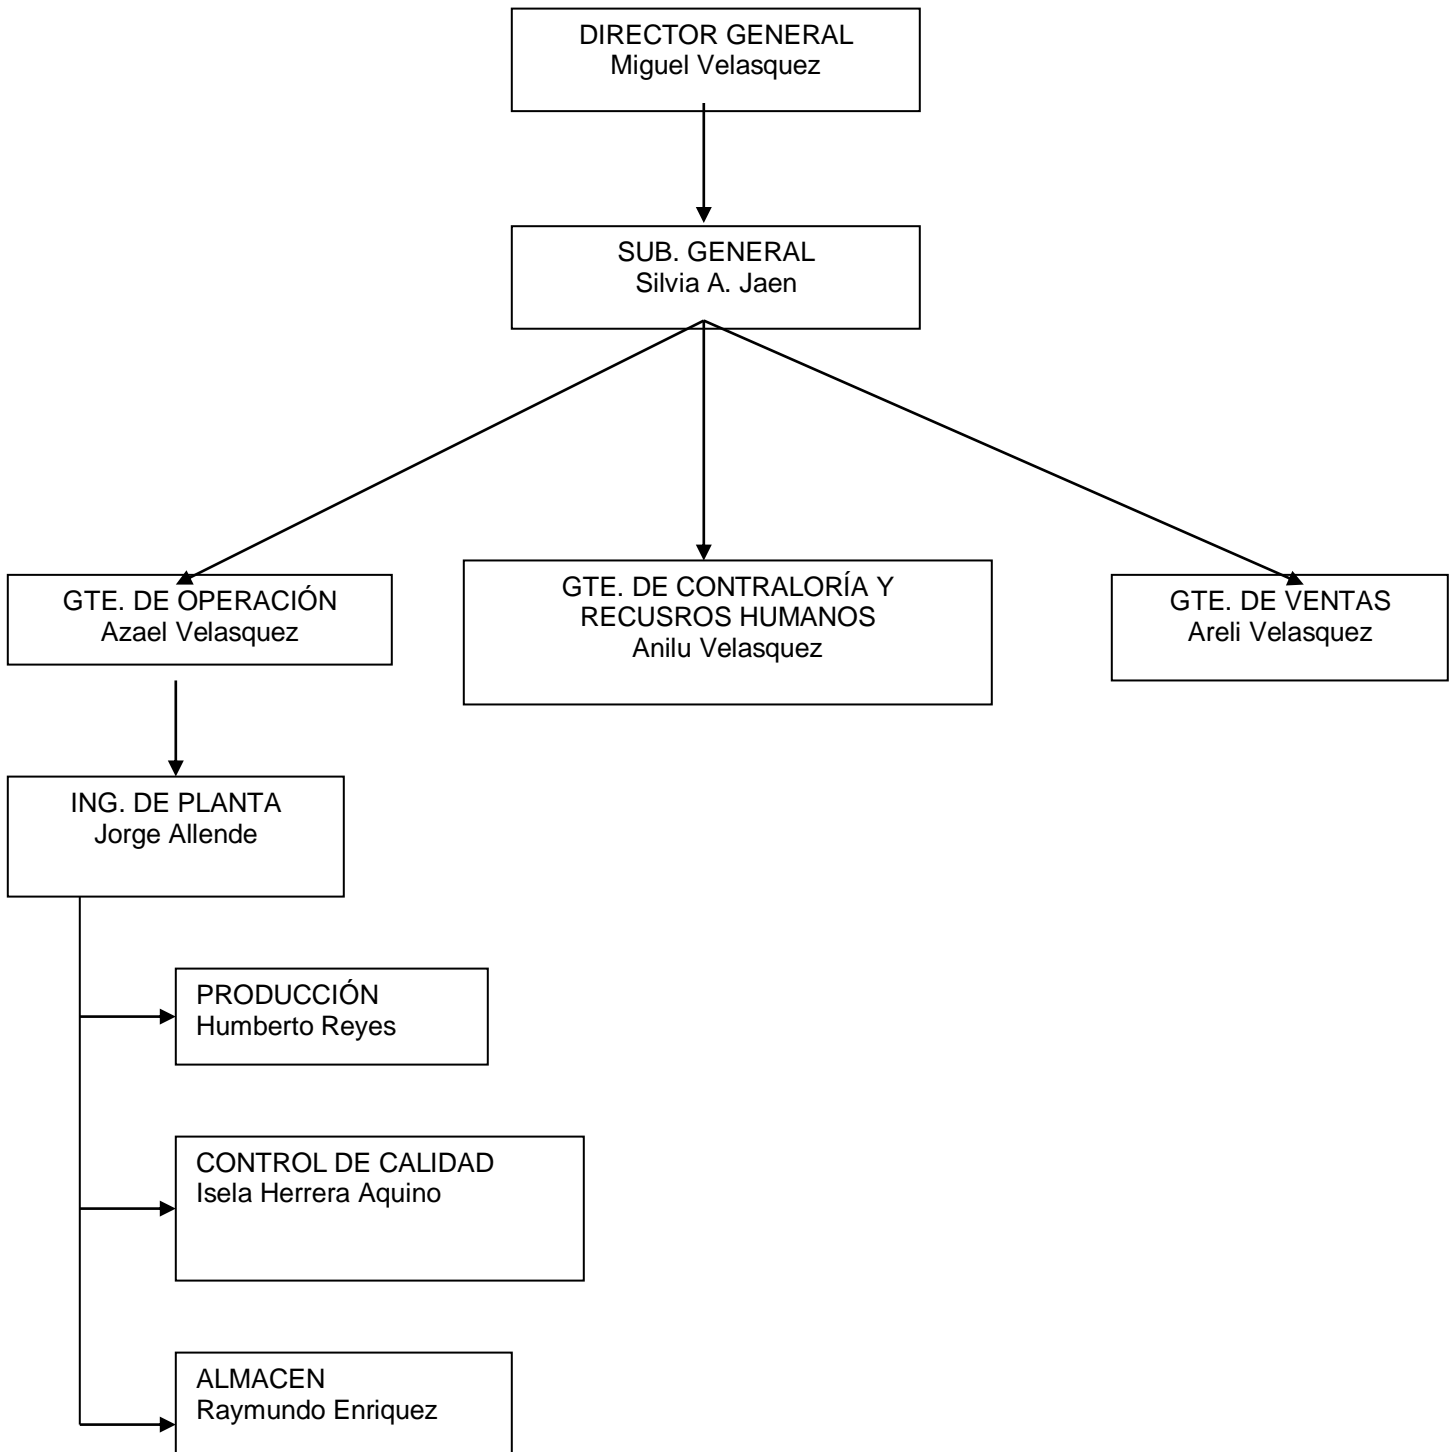 DIRECTOR GENERAL
Miguel Velasquez
SUB. GENERAL
Silvia A. Jaen
GTE. DE OPERACIÓN
Azael Velasquez
GTE. DE CONTRALORÍA Y
RECUSROS HUMANOS
Anilu Velasquez
GTE. DE VENTAS
Areli Velasquez
ING. DE PLANTA
Jorge Allende
PRODUCCIÓN
Humberto Reyes
CONTROL DE CALIDAD
Isela Herrera Aquino
ALMACEN
Raymundo Enriquez